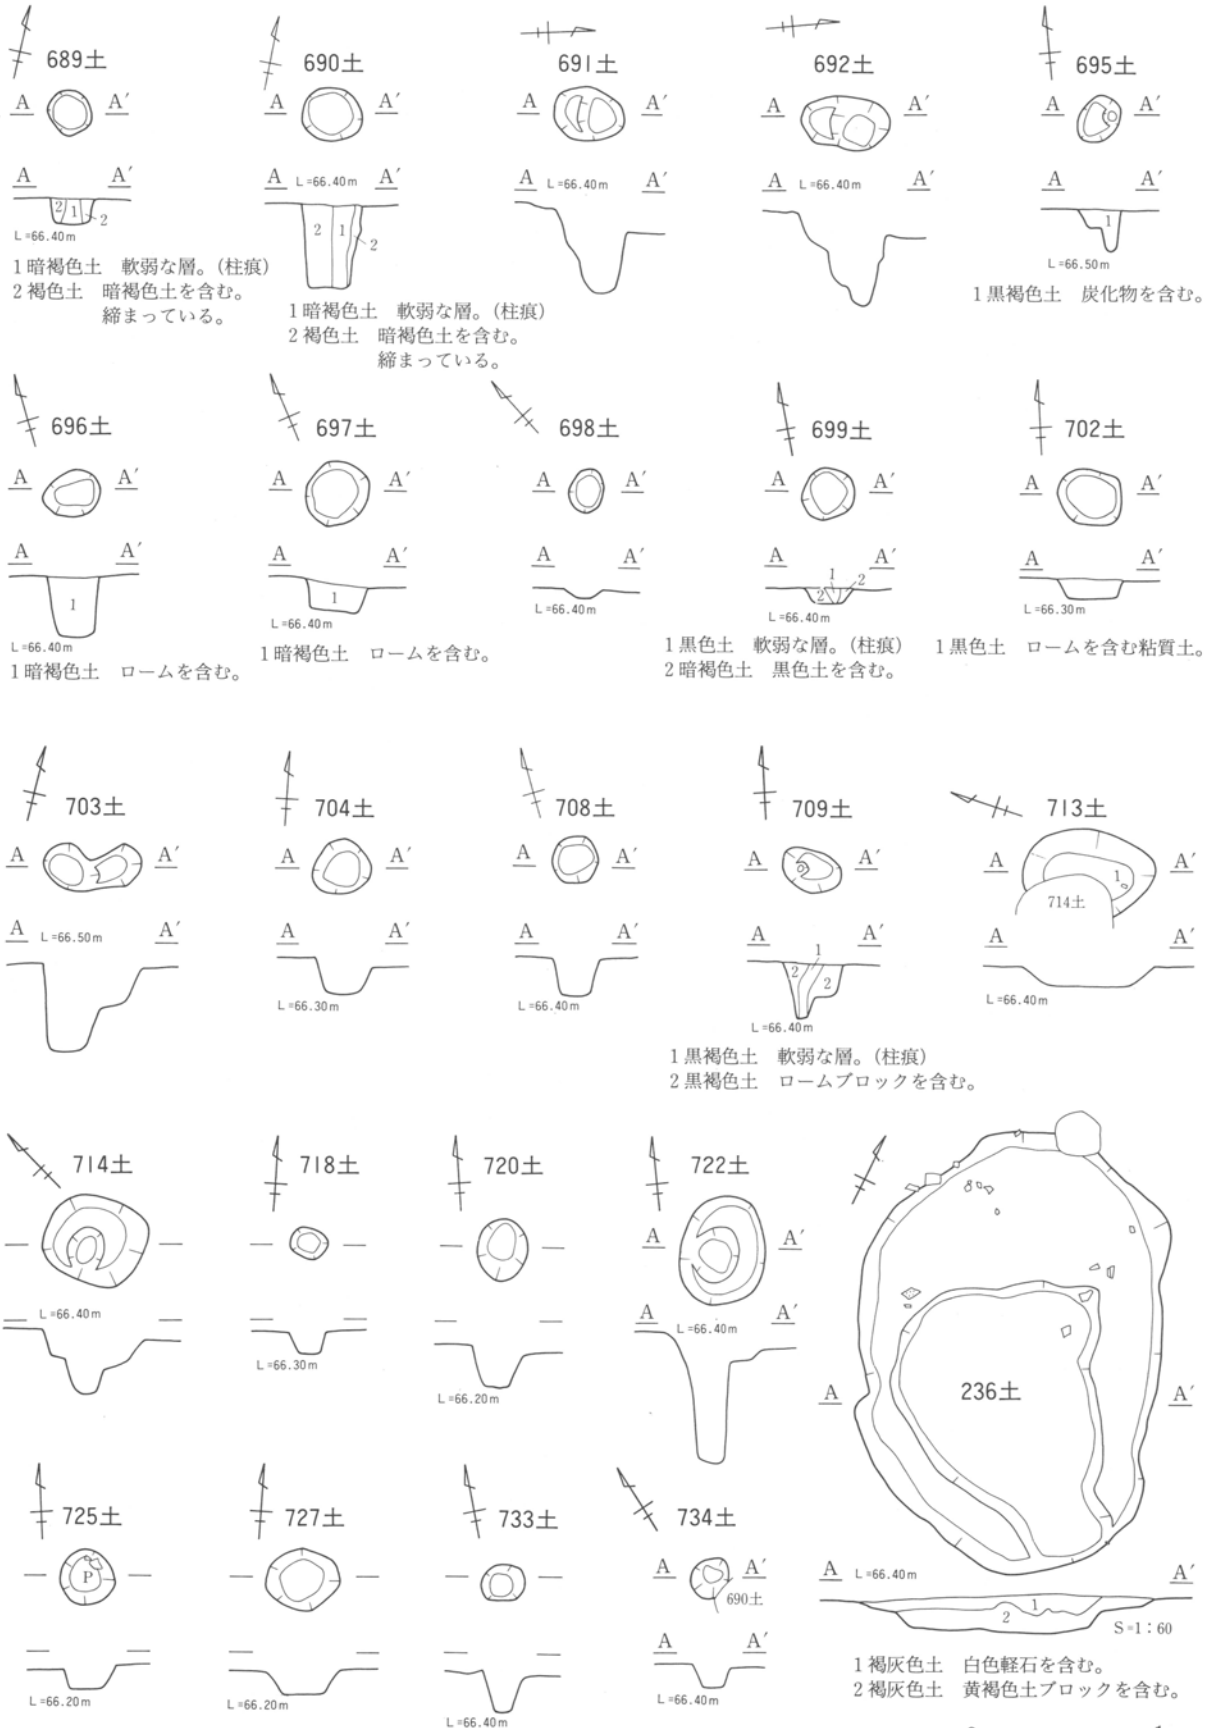 689土
A A′
A A′
2 1 2
L=66.40m
1暗褐色土 軟弱な層。(柱痕)
2褐色土 暗褐色土を含む。
締まっている。
690土
A A′
A L=66.40m A′
2 1 2
1暗褐色土 軟弱な層。(柱痕)
2褐色土 暗褐色土を含む。
締まっている。
691土
A A′
A L=66.40m A′
692土
A A′
A L=66.40m A′
695土
A A′
A A′
1
L=66.50m
1黒褐色土 炭化物を含む。
696土
A A′
A A′
1
L=66.40m
1暗褐色土 ロームを含む。
697土
A A′
A A′
1
L=66.40m
1暗褐色土 ロームを含む。
698土
A A′
A A′
L=66.40m
699土
A A′
A A′
1
2 2
L=66.40m
1黒色土 軟弱な層。(柱痕)
2暗褐色土 黒色土を含む。
702土
A A′
A A′
L=66.30m
1黒色土 ロームを含む粘質土。
703土
A A′
A L=66.50m A′
704土
A A′
A A′
L=66.30m
708土
A A′
A A′
L=66.40m
709土
A A′
A A′
1
2 2
L=66.40m
1黒褐色土 軟弱な層。(柱痕)
2黒褐色土 ロームブロックを含む。
713土
A A′
1
714土
A A′
L=66.40m
714土
L=66.40m
718土
L=66.30m
720土
L=66.20m
722土
A A′
A L=66.40m A′
236土
A A′
A L=66.40m A′
1
2
S=1：60
1褐灰色土 白色軽石を含む。
2褐灰色土 黄褐色土ブロックを含む。
725土
P
L=66.20m
727土
L=66.20m
733土
L=66.40m
734土
A A′
690土
A A′
L=66.40m